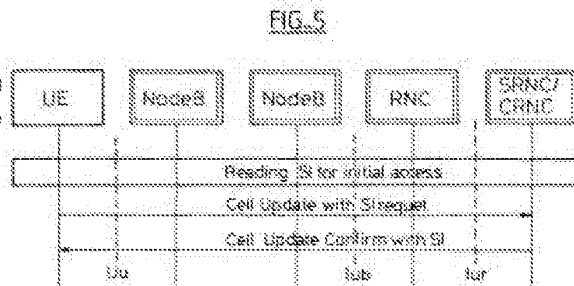 FIG.5
UE NodeB NodeB RNC SRNC/
CRNC
Reading SI for initial access
Cell Update with SI requet
Cell Update Confirm with SI
Uu Iub Iur